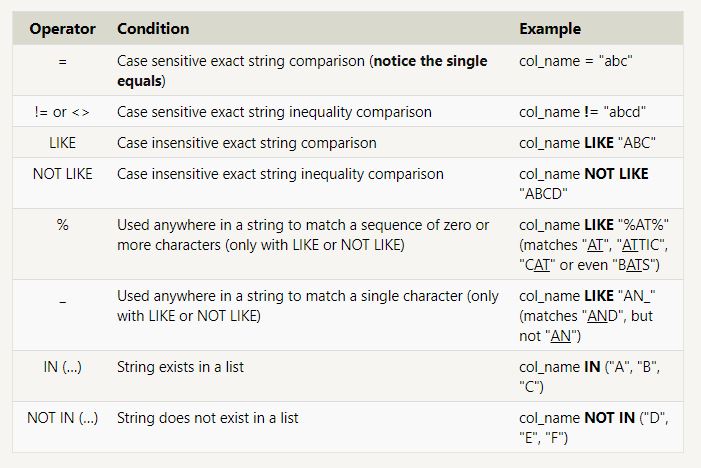 Operator Condition Example
= Case sensitive exact string comparison (notice the single col_name = "abc"
equals)
!= or <> Case sensitive exact string inequality comparison col_name != "abcd"
LIKE Case insensitive exact string comparison col_name LIKE "ABC"
NOT LIKE Case insensitive exact string inequality comparison col_name NOT LIKE
"ABCD"
% Used anywhere in a string to match a sequence of zero or col_name LIKE "%AT%"
more characters (only with LIKE or NOT LIKE) (matches "AT", "ATTIC",
"CAT" or even "BATS")
_ Used anywhere in a string to match a single character (only col_name LIKE "AN_"
with LIKE or NOT LIKE) (matches "AND", but
not "AN")
IN (...) String exists in a list col_name IN ("A", "B",
"C")
NOT IN (...) String does not exist in a list col_name NOT IN ("D",
"E", "F")